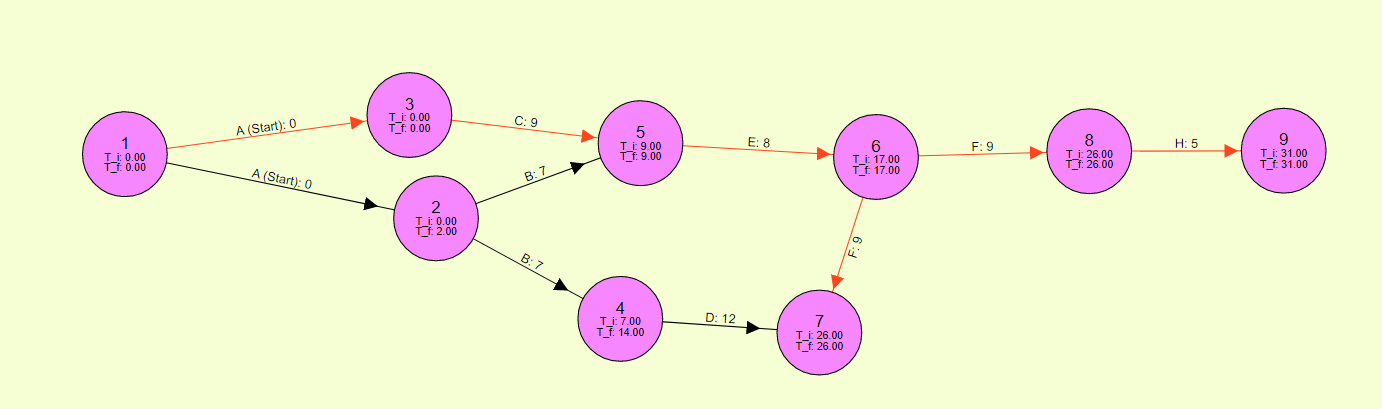 1
T_i: 0.00
T_f: 0.00
A (Start): 0
A (Start): 0
3
T_i: 0.00
T_f: 0.00
C: 9
2
T_i: 0.00
T_f: 2.00
B: 7
B: 7
5
T_i: 9.00
T_f: 9.00
E: 8
4
T_i: 7.00
T_f: 14.00
D: 12
6
T_i: 17.00
T_f: 17.00
F: 9
F: 9
7
T_i: 26.00
T_f: 26.00
8
T_i: 26.00
T_f: 26.00
H: 5
9
T_i: 31.00
T_f: 31.00